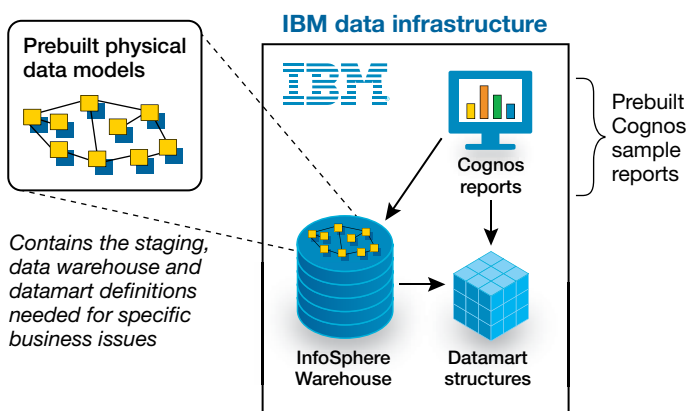 IBM data infrastructure
Prebuilt physical
data models
IBM
Prebuilt
Cognos
sample
reports
Cognos
reports
Contains the staging,
data warehouse and
datamart definitions
needed for specific
business issues
InfoSphere
Warehouse
Datamart
structures